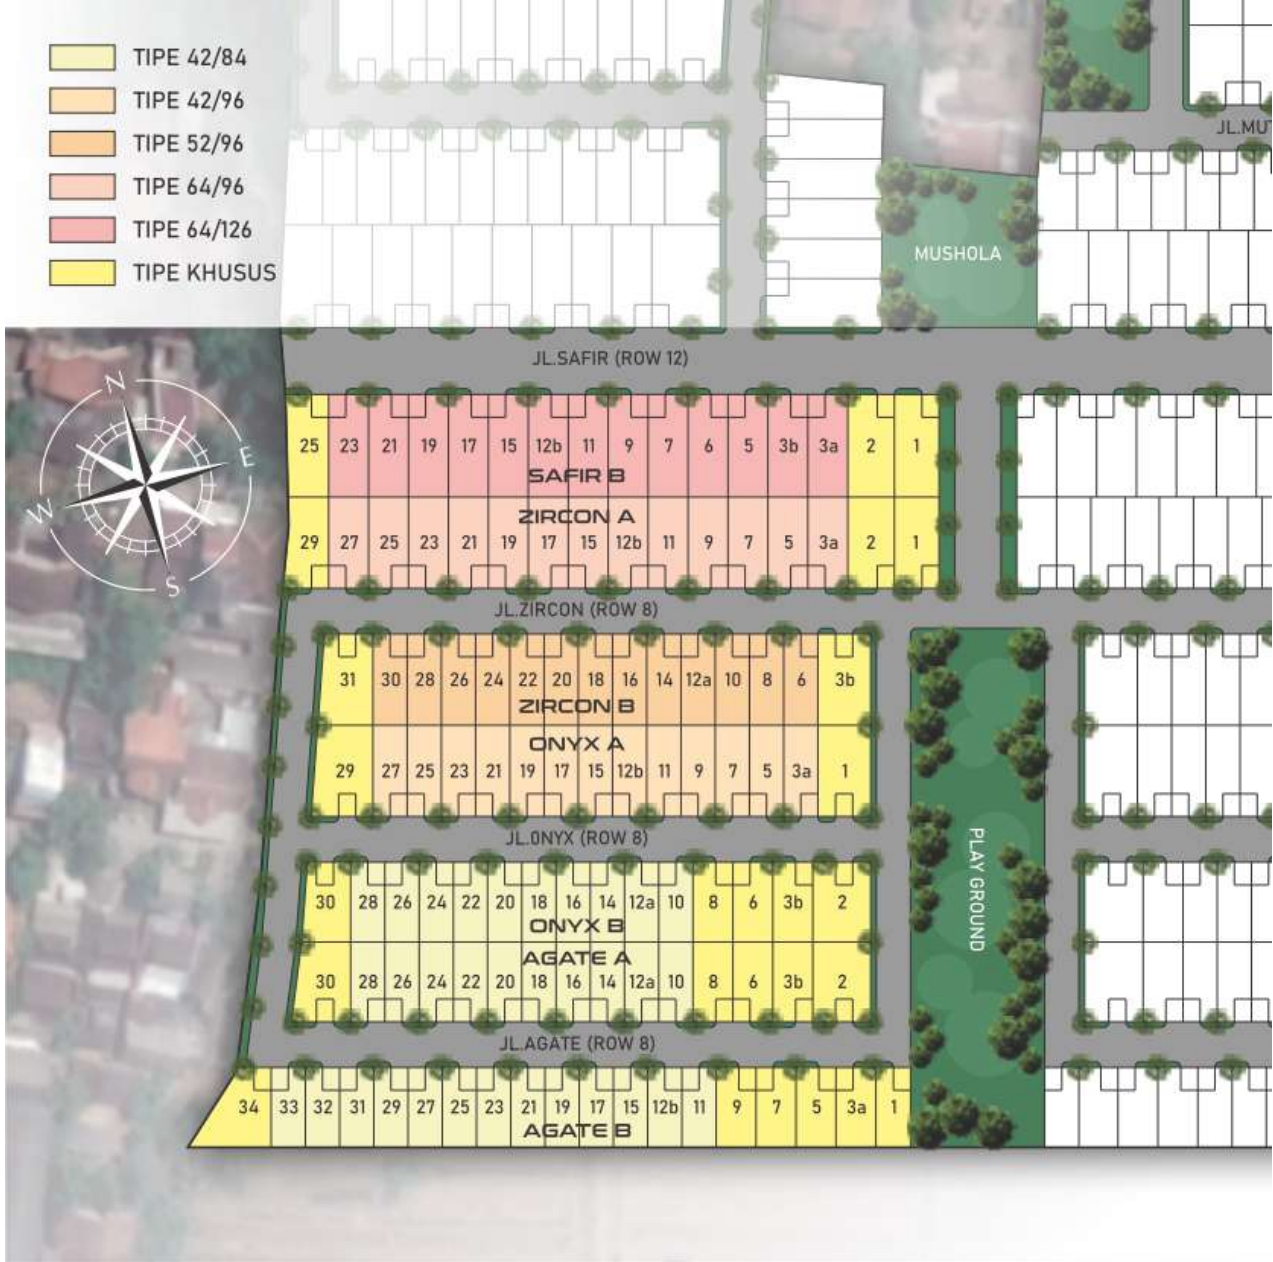 TIPE 42/84
TIPE 42/96
TIPE 52/96
TIPE 64/96
TIPE 64/126
TIPE KHUSUS
JL.MUT
MUSHOLA
JL.SAFIR (ROW 12)
N
E
W
S
25 23 21 19 17 15 12b 11 9 7 6 5 3b 3a 2 1
SAFIR B
ZIRCON A
29 27 25 23 21 19 17 15 12b 11 9 7 5 3a 2 1
JL.ZIRCON (ROW 8)
31 30 28 26 24 22 20 18 16 14 12a 10 8 6 3b
ZIRCON B
ONYX A
29 27 25 23 21 19 17 15 12b 11 9 7 5 3a 1
JL.ONYX (ROW 8)
PLAY GROUND
30 28 26 24 22 20 18 16 14 12a 10 8 6 3b 2
ONYX B
AGATE A
30 28 26 24 22 20 18 16 14 12a 10 8 6 3b 2
JL.AGATE (ROW 8)
34 33 32 31 29 27 25 23 21 19 17 15 12b 11 9 7 5 3a 1
AGATE B